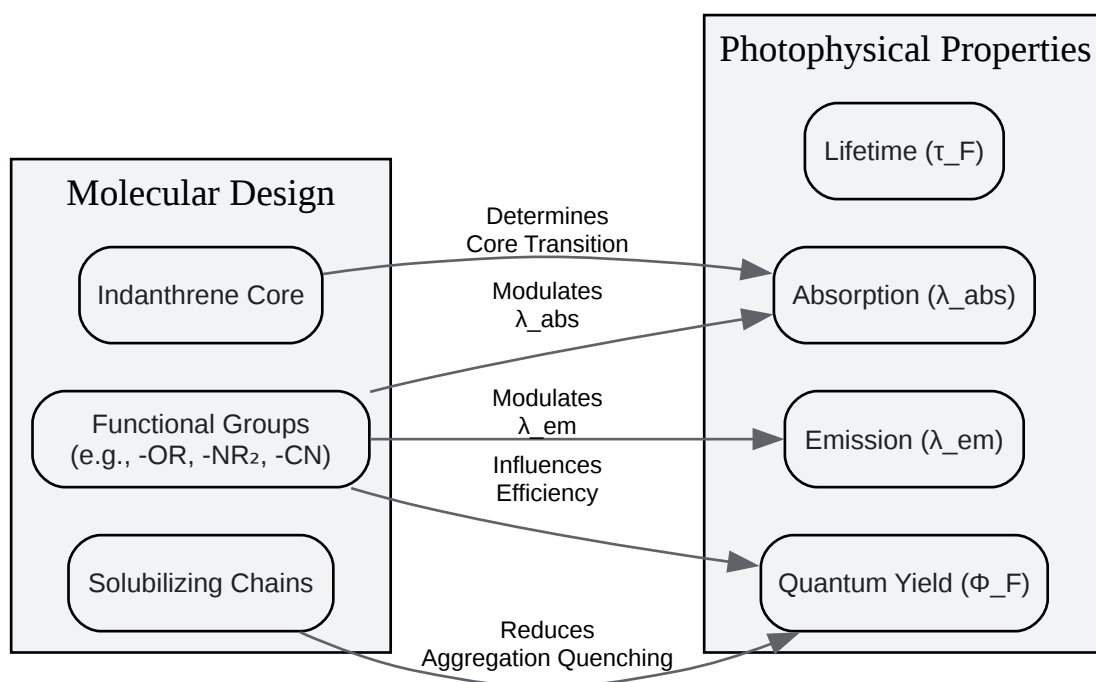 Molecular Design
Indanthrene Core
Functional Groups
(e.g., -OR, -NR₂, -CN)
Solubilizing Chains
Determines
Core Transition
Modulates
λ_abs
Modulates
λ_em
Influences
Efficiency
Reduces
Aggregation Quenching
Photophysical Properties
Lifetime (τ_F)
Absorption (λ_abs)
Emission (λ_em)
Quantum Yield (Φ_F)